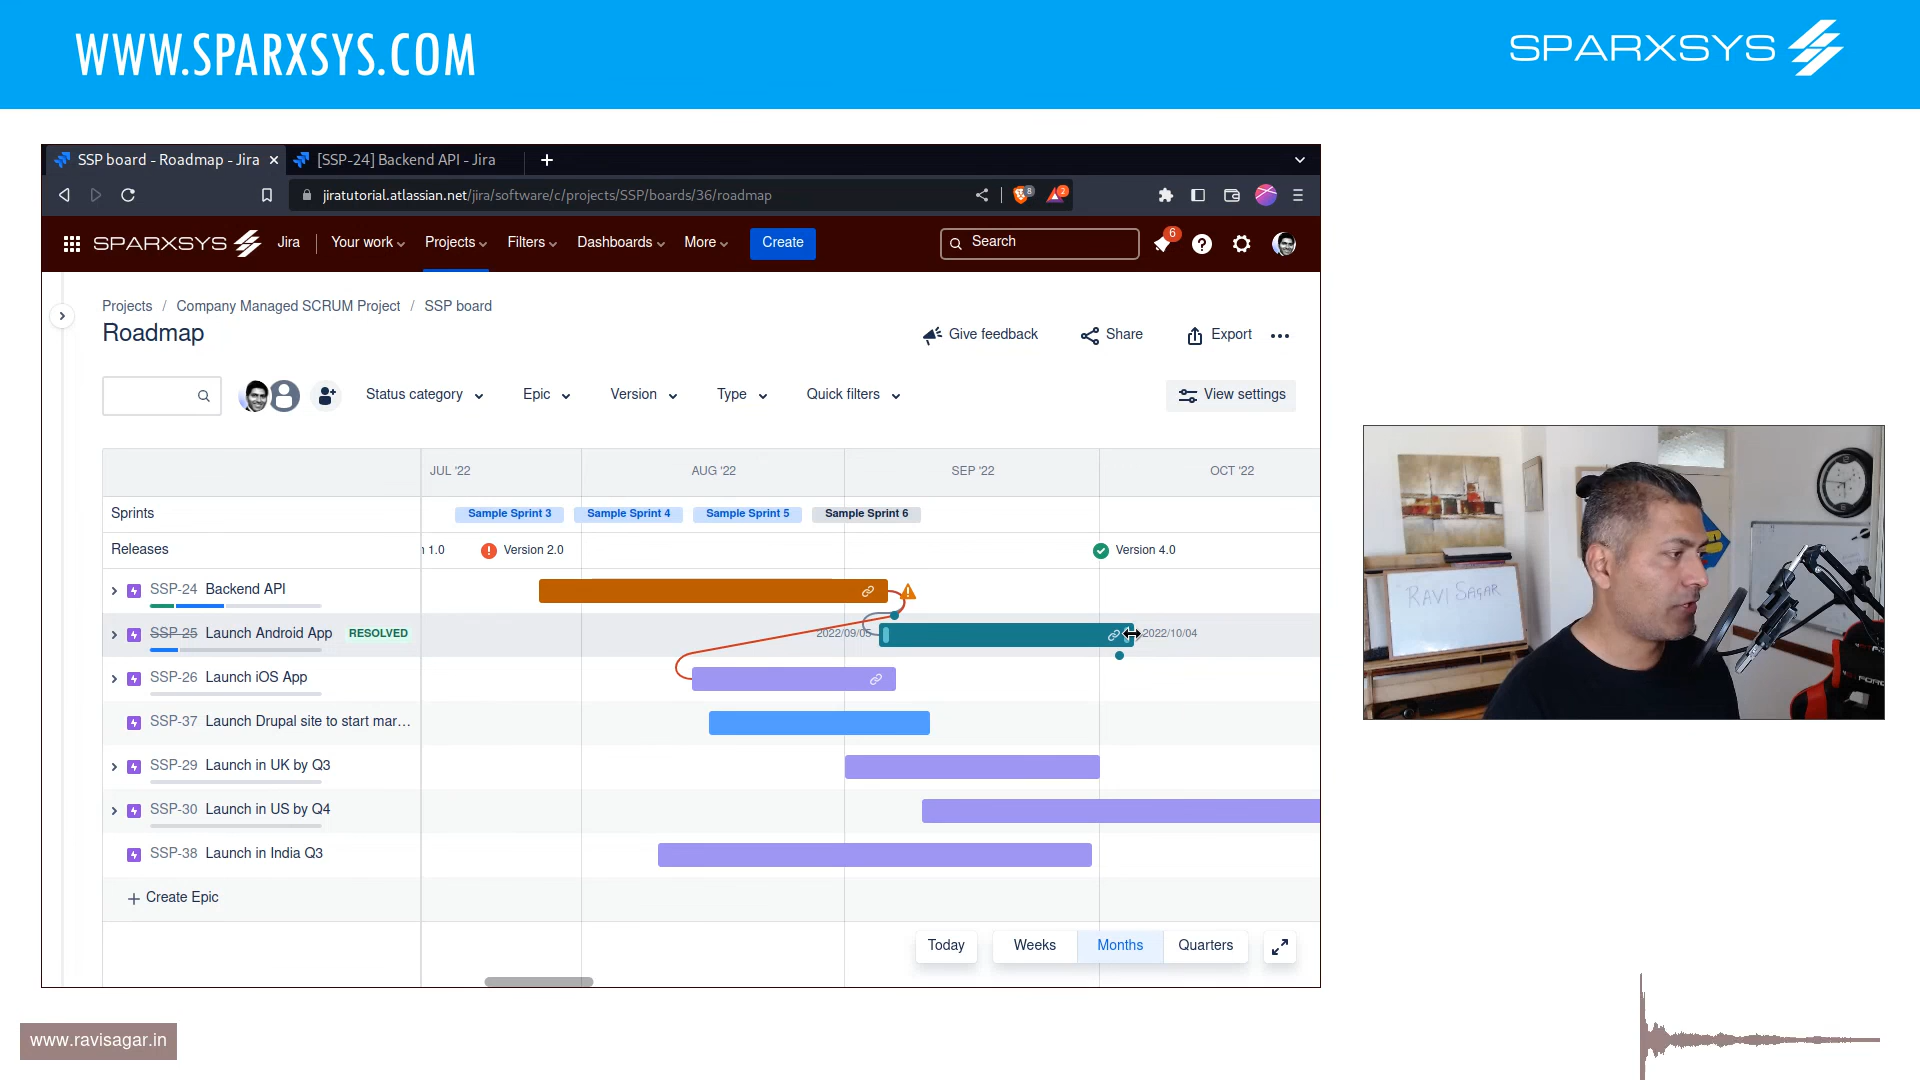 WWW.SPARXSYS.COM
SPARXSYS
SSP board - Roadmap - Jira
[SSP-24] Backend API - Jira
jiratutorial.atlassian.net/jira/software/c/projects/SSP/boards/36/roadmap
8
2
SPARXSYS
Jira
Your work
Projects
Filters
Dashboards
More
Create
Search
6
Projects / Company Managed SCRUM Project / SSP board
Roadmap
Give feedback
Share
Export
Status category
Epic
Version
Type
Quick filters
View settings
JUL '22
AUG '22
SEP '22
OCT '22
Sprints
Sample Sprint 3
Sample Sprint 4
Sample Sprint 5
Sample Sprint 6
Releases
1.0
Version 2.0
Version 4.0
SSP-24 Backend API
SSP-25 Launch Android App RESOLVED
2022/10/04
SSP-26 Launch iOS App
SSP-37 Launch Drupal site to start mar...
SSP-29 Launch in UK by Q3
SSP-30 Launch in US by Q4
SSP-38 Launch in India Q3
+ Create Epic
Today
Weeks
Months
Quarters
RAVI SAGAR
www.ravisagar.in